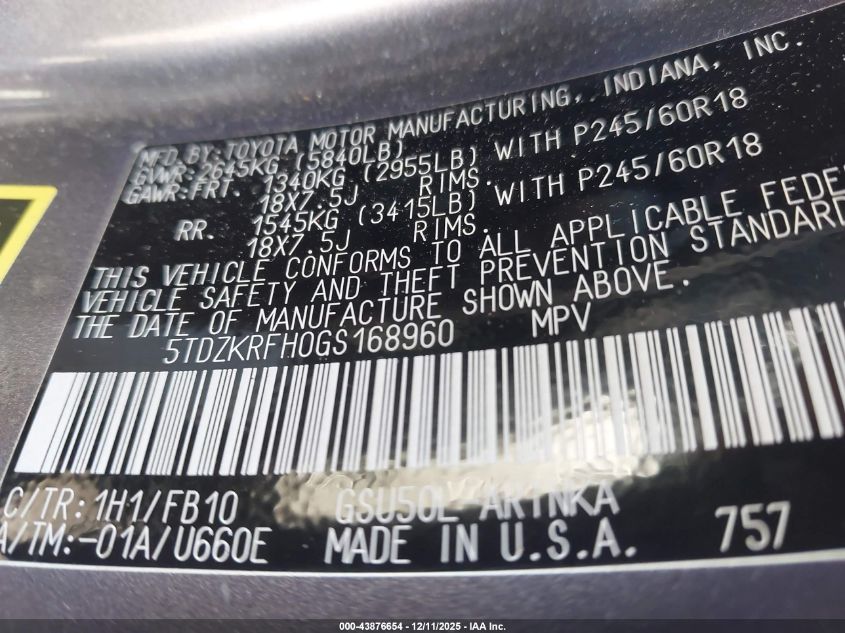 MFD. BY: TOYOTA MOTOR MANUFACTURING, INDIANA, INC.
GVWR: 2645KG (5840LB)
GAWR: FRT. 1340KG (2955LB) WITH P245/60R18
18X7.5J RIMS.
RR. 1545KG (3415LB) WITH P245/60R18
18X7.5J RIMS.
THIS VEHICLE CONFORMS TO ALL APPLICABLE FEDE
VEHICLE SAFETY AND THEFT PREVENTION STANDARD
THE DATE OF MANUFACTURE SHOWN ABOVE.
5TDZKRFH0GS168960 MPV
C/TR: 1H1/FB10 GSU50L ARTNKA
A/TM:-01A/U660E MADE IN U.S.A. 757
000-43876654 - 12/11/2025 - IAA Inc.